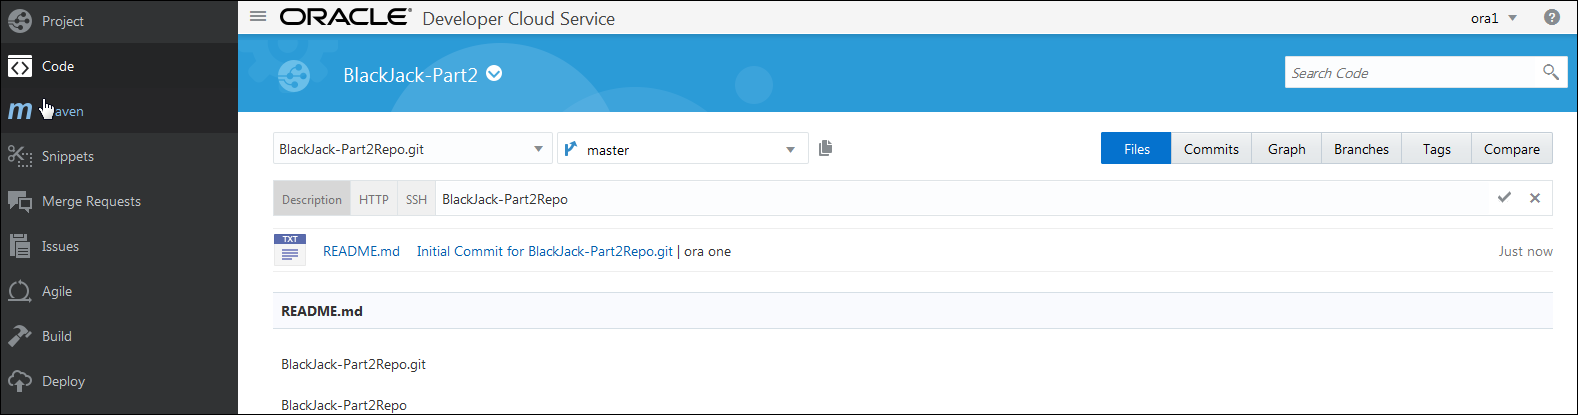 Project
Code
m aven
Snippets
Merge Requests
Issues
Agile
Build
Deploy
ORACLE® Developer Cloud Service
ora1 ?
BlackJack-Part2
Search Code
BlackJack-Part2Repo.git master
Files Commits Graph Branches Tags Compare
Description HTTP SSH BlackJack-Part2Repo
TXT README.md Initial Commit for BlackJack-Part2Repo.git | ora one Just now
README.md
BlackJack-Part2Repo.git
BlackJack-Part2Repo